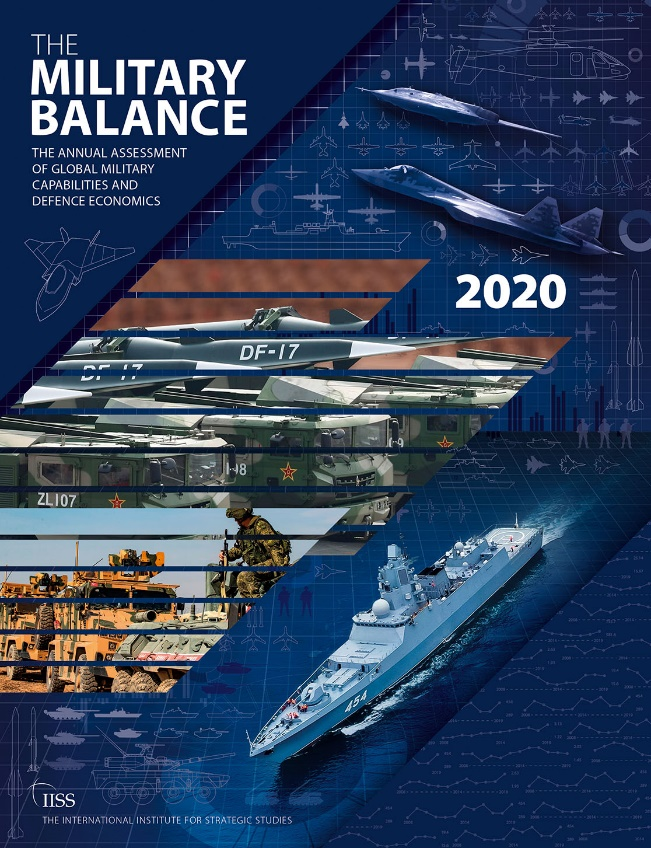 THE
MILITARY
BALANCE
THE ANNUAL ASSESSMENT
OF GLOBAL MILITARY
CAPABILITIES AND
DEFENCE ECONOMICS
2020
DF-17
DF-17
ZL107
454
IISS
THE INTERNATIONAL INSTITUTE FOR STRATEGIC STUDIES